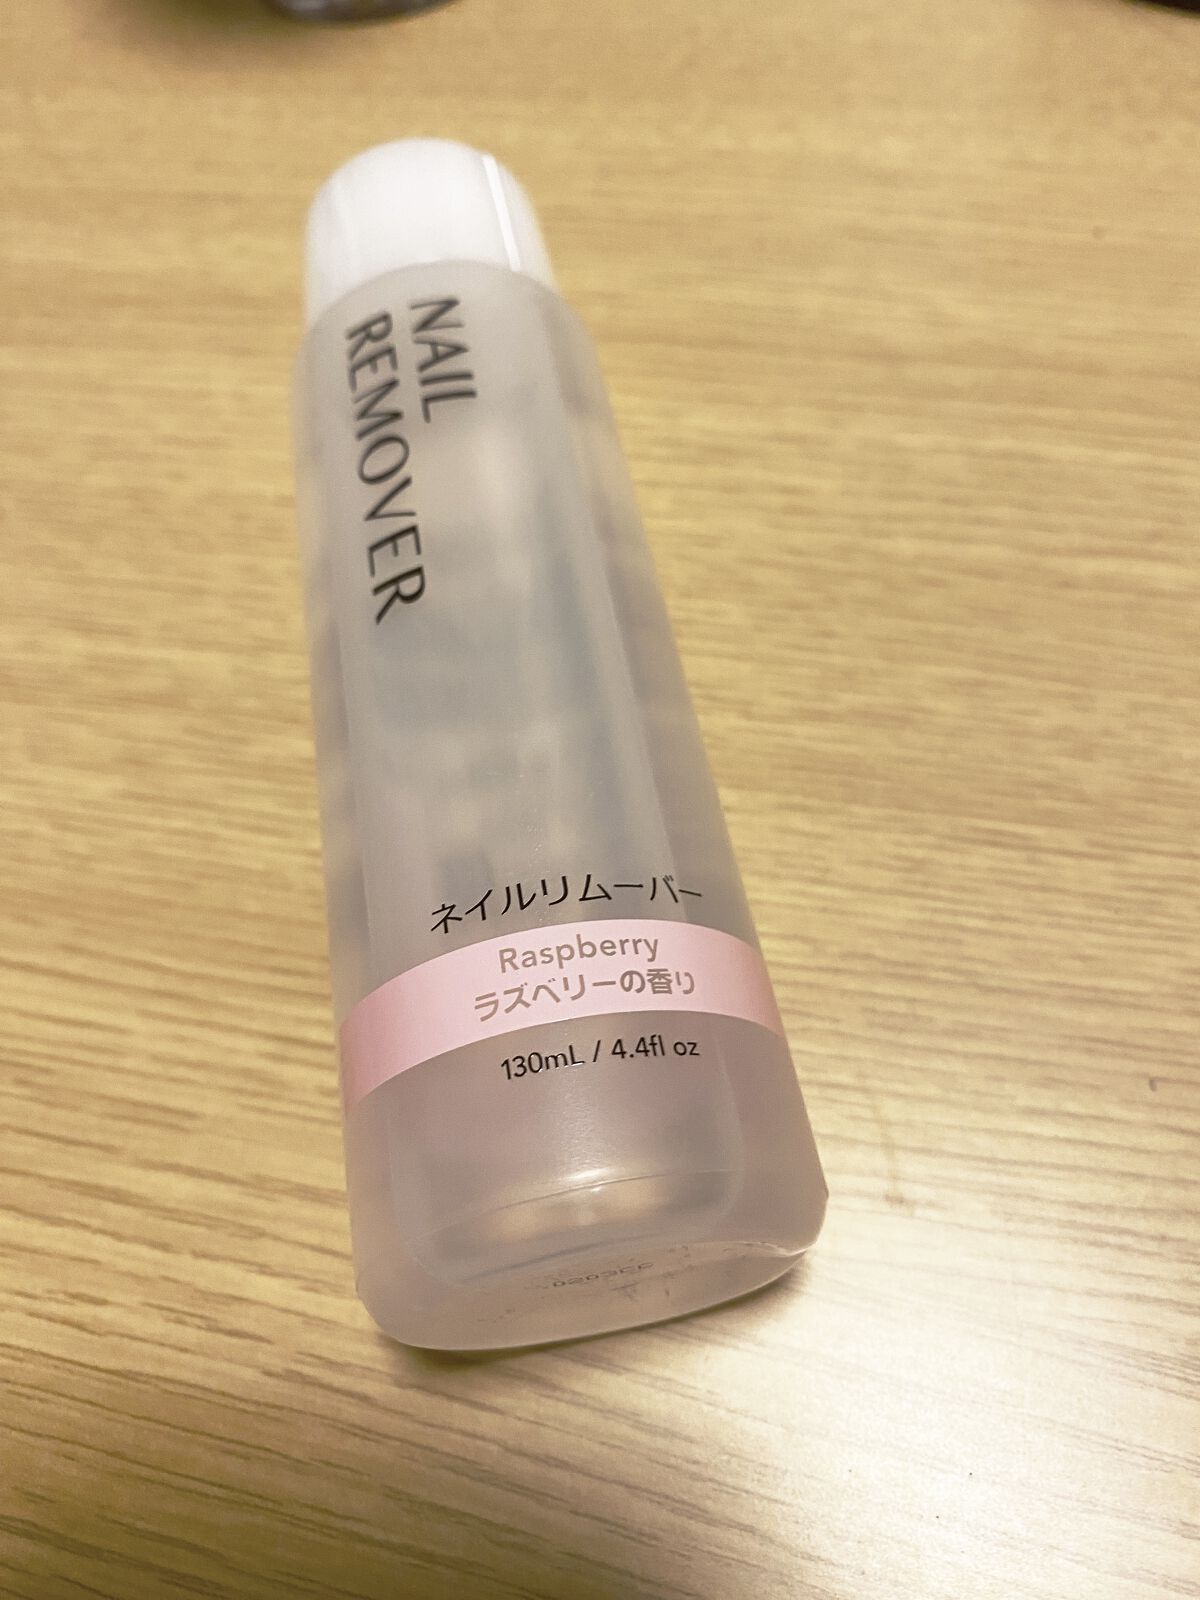 NAIL
REMOVER
ネイルリムーバー
Raspberry
ラズベリーの香り
130mL / 4.4fl oz